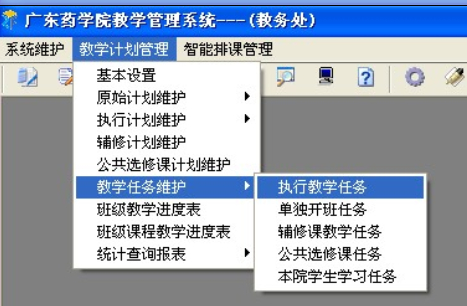 广东药学院教学管理系统---(教务处)
系统维护 教学计划管理 智能排课管理
基本设置
原始计划维护
执行计划维护
辅修计划维护
公共选修课计划维护
教学任务维护
班级教学进度表
班级课程教学进度表
统计查询报表
执行教学任务
单独开班任务
辅修课教学任务
公共选修课任务
本院学生学习任务